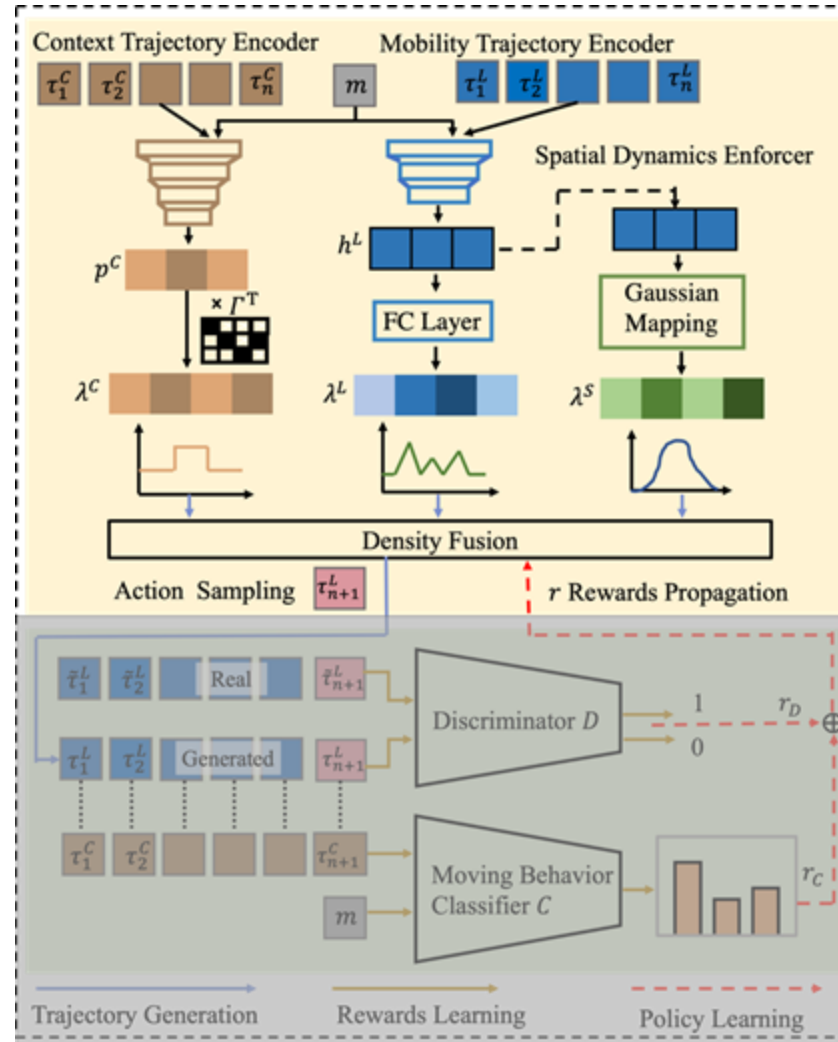 Context Trajectory Encoder
Mobility Trajectory Encoder
τ₁ᶜ τ₂ᶜ τₙᶜ
m
τ₁ᴸ τ₂ᴸ τₙᴸ
Spatial Dynamics Enforcer
pᶜ
× Γᵀ
hᴸ
FC Layer
Gaussian
Mapping
λᶜ
λᴸ
λˢ
Density Fusion
Action Sampling τₙ₊₁ᴸ
r Rewards Propagation
τ̃₁ᴸ τ̃₂ᴸ Real τ̃ₙ₊₁ᴸ
Discriminator D
1
0
r_D
⊕
τ₁ᴸ τ₂ᴸ Generated τₙ₊₁ᴸ
τ₁ᶜ τ₂ᶜ τₙ₊₁ᶜ
m
Moving Behavior
Classifier C
r_C
Trajectory Generation
Rewards Learning
Policy Learning